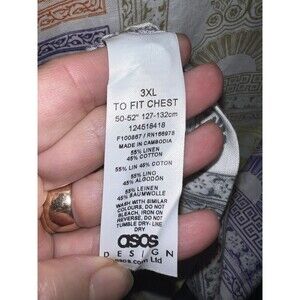 3XL
TO FIT CHEST
50-52" 127-132cm
124518418
F100867 / RN166978
MADE IN CAMBODIA
55% LINEN
45% COTTON
55% LIN 45% COTON
55% LINO
45% ALGODÓN
55% LEINEN
45% BAUMWOLLE
WASH WITH SIMILAR
COLOURS, DO NOT
BLEACH, IRON ON
REVERSE, DO NOT
TUMBLE DRY- LINE
DRY
asos
DESIGN
asos.com Ltd